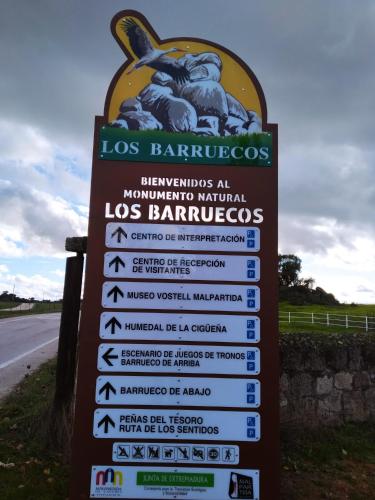 LOS BARRUECOS
BIENVENIDOS AL
MONUMENTO NATURAL
LOS BARRUECOS
CENTRO DE INTERPRETACIÓN
CENTRO DE RECEPCIÓN
DE VISITANTES
MUSEO VOSTELL MALPARTIDA
HUMEDAL DE LA CIGÜEÑA
ESCENARIO DE JUEGOS DE TRONOS
BARRUECO DE ARRIBA
BARRUECO DE ABAJO
PEÑAS DEL TESORO
RUTA DE LOS SENTIDOS
JUNTA DE EXTREMADURA